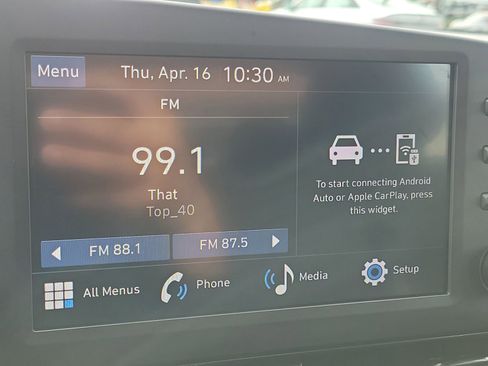 Menu
Thu, Apr. 16 10:30 AM
FM
99.1
That
Top_40
FM 88.1
FM 87.5
To start connecting Android
Auto or Apple CarPlay, press
this widget.
All Menus
Phone
Media
Setup